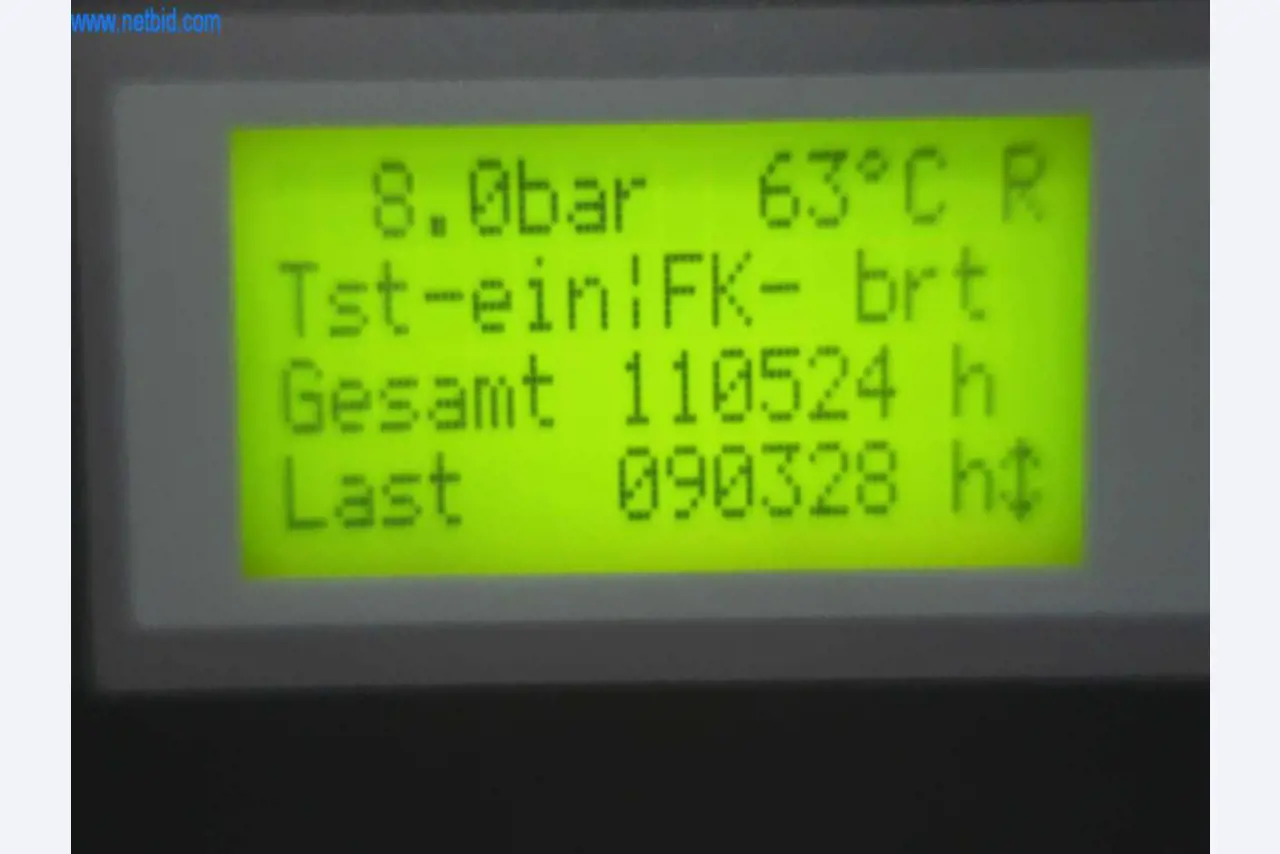 www.netbid.com
8.0bar 63°C R
Tst-ein¦FK- brt
Gesamt 110524 h
Last 090328 h↕